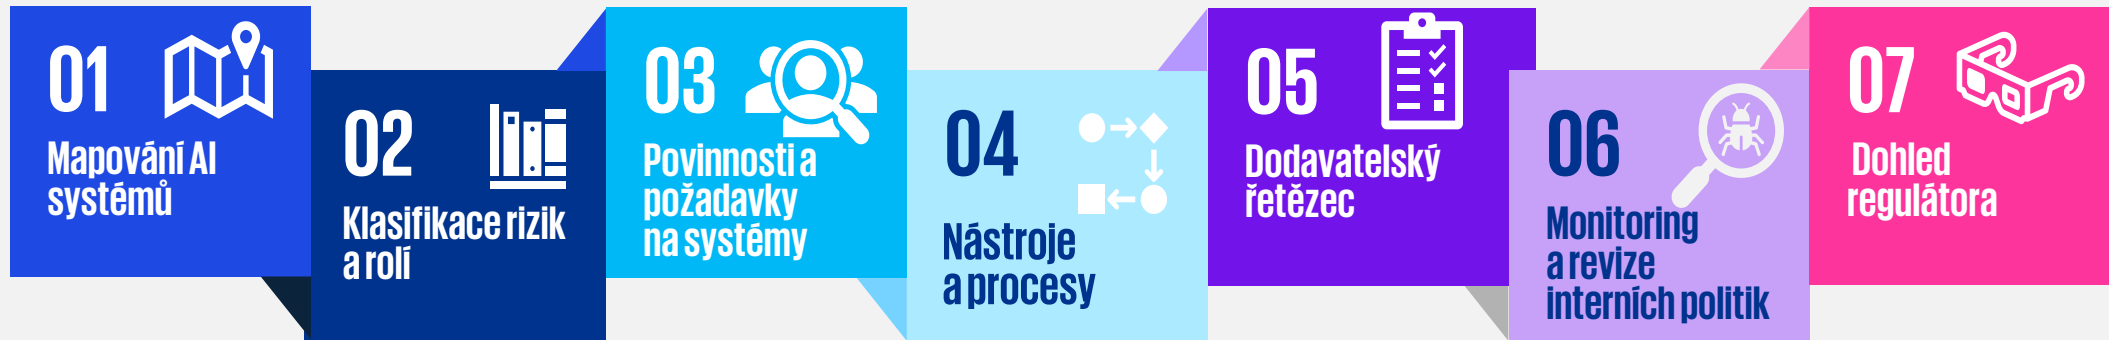 01
Mapování AI
systémů
02
Klasifikace rizik
a rolí
03
Povinnosti a
požadavky
na systémy
04
Nástroje
a procesy
05
Dodavatelský
řetězec
06
Monitoring
a revize
interních politik
07
Dohled
regulátora